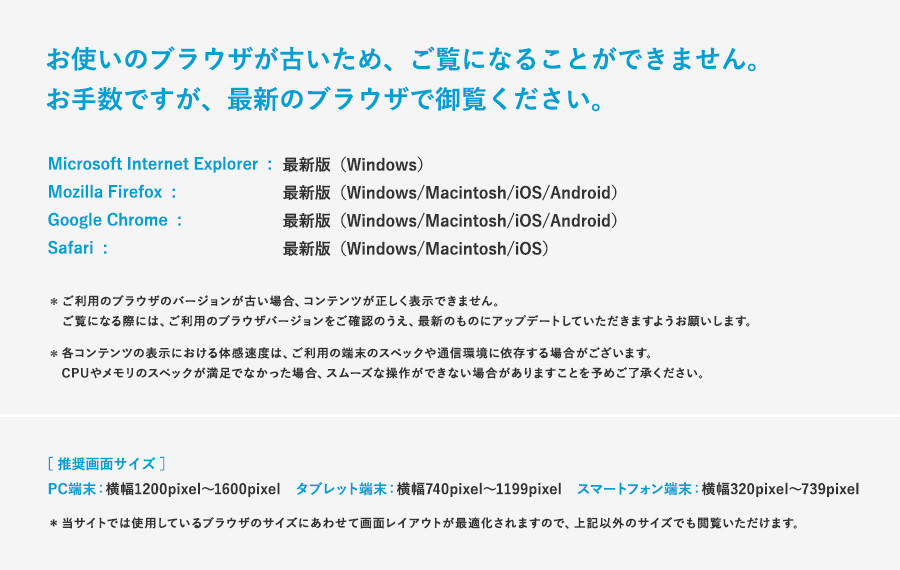 お使いのブラウザが古いため、ご覧になることができません。
お手数ですが、最新のブラウザで御覧ください。
Microsoft Internet Explorer : 最新版（Windows）
Mozilla Firefox : 最新版（Windows/Macintosh/iOS/Android）
Google Chrome : 最新版（Windows/Macintosh/iOS/Android）
Safari : 最新版（Windows/Macintosh/iOS）
＊ご利用のブラウザのバージョンが古い場合、コンテンツが正しく表示できません。
ご覧になる際には、ご利用のブラウザバージョンをご確認のうえ、最新のものにアップデートしていただきますようお願いします。
＊各コンテンツの表示における体感速度は、ご利用の端末のスペックや通信環境に依存する場合がございます。
CPUやメモリのスペックが満足でなかった場合、スムーズな操作ができない場合がありますことを予めご了承ください。
［ 推奨画面サイズ ］
PC端末：横幅1200pixel〜1600pixel タブレット端末：横幅740pixel〜1199pixel スマートフォン端末：横幅320pixel〜739pixel
＊当サイトでは使用しているブラウザのサイズにあわせて画面レイアウトが最適化されますので、上記以外のサイズでも閲覧いただけます。